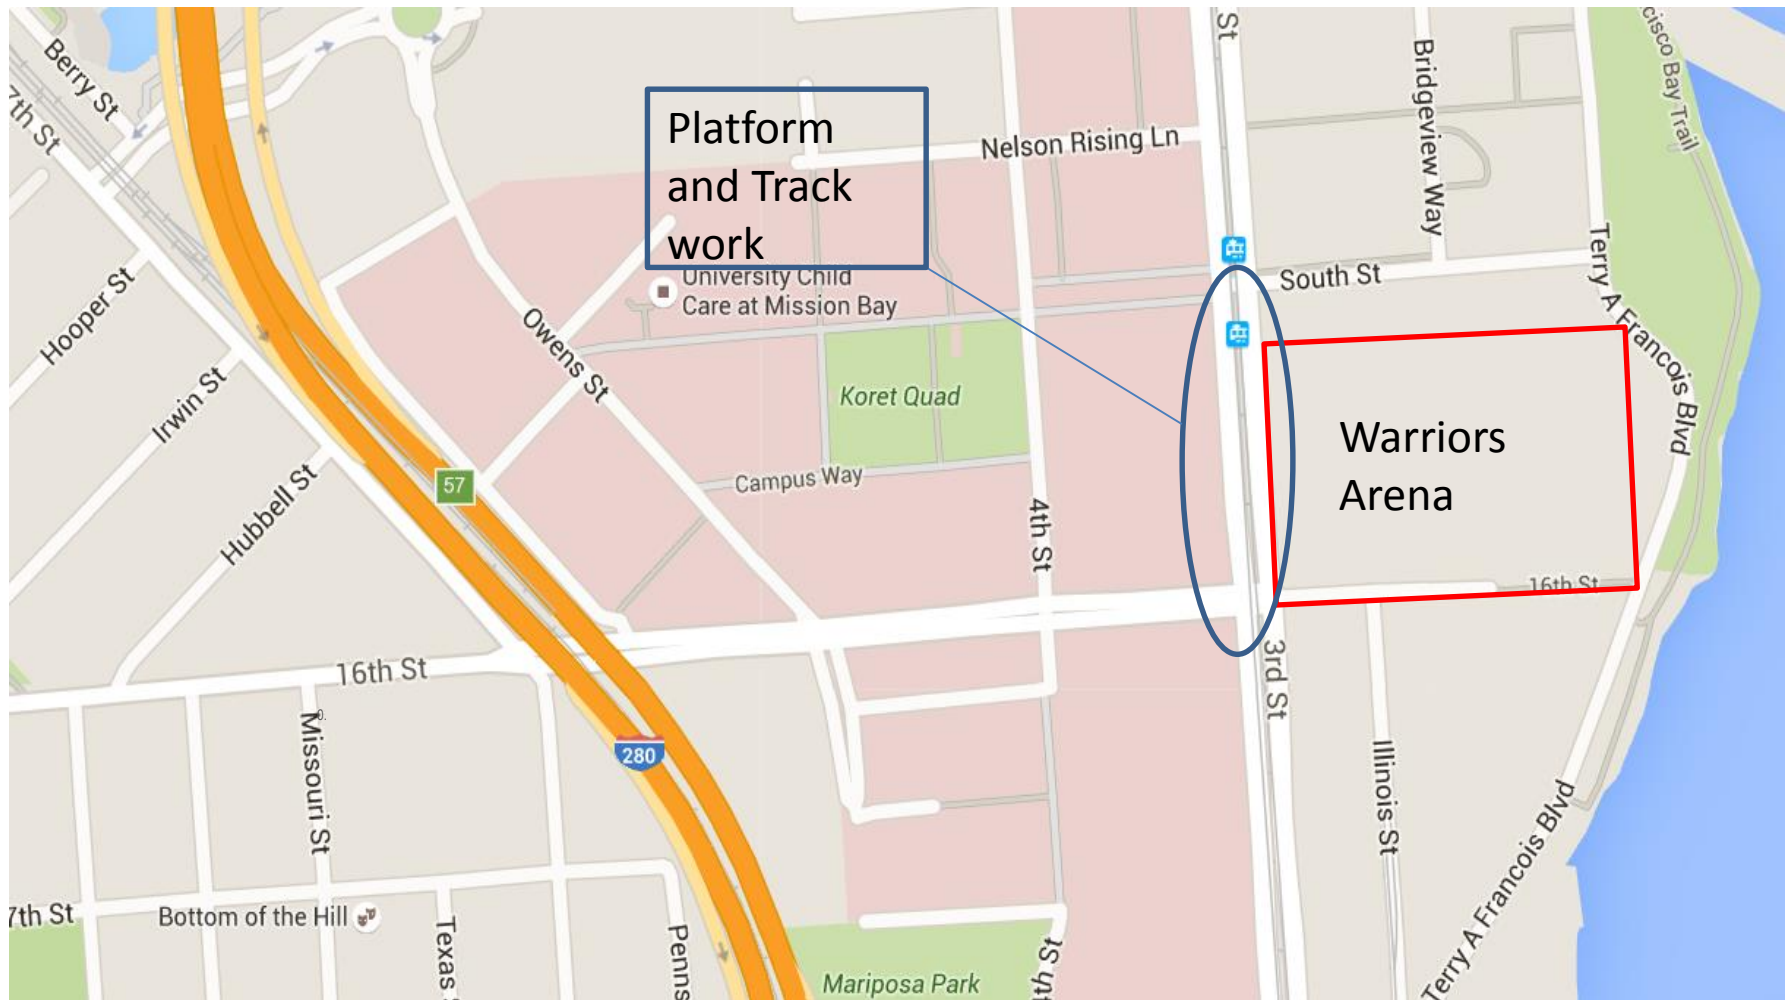 Berry St
7th St
St
Bridgeview Way
cisco Bay Trail
Platform
and Track
work
Nelson Rising Ln
University Child
Care at Mission Bay
South St
Terry A Francois Blvd
Hooper St
Owens St
Irwin St
Koret Quad
Warriors
Arena
Hubbell St
57
Campus Way
4th St
16th St
16th St
3rd St
Missouri St
0.
280
Illinois St
Terry A Francois Blvd
7th St
Bottom of the Hill
Texas S
Penns
Mariposa Park
4th St